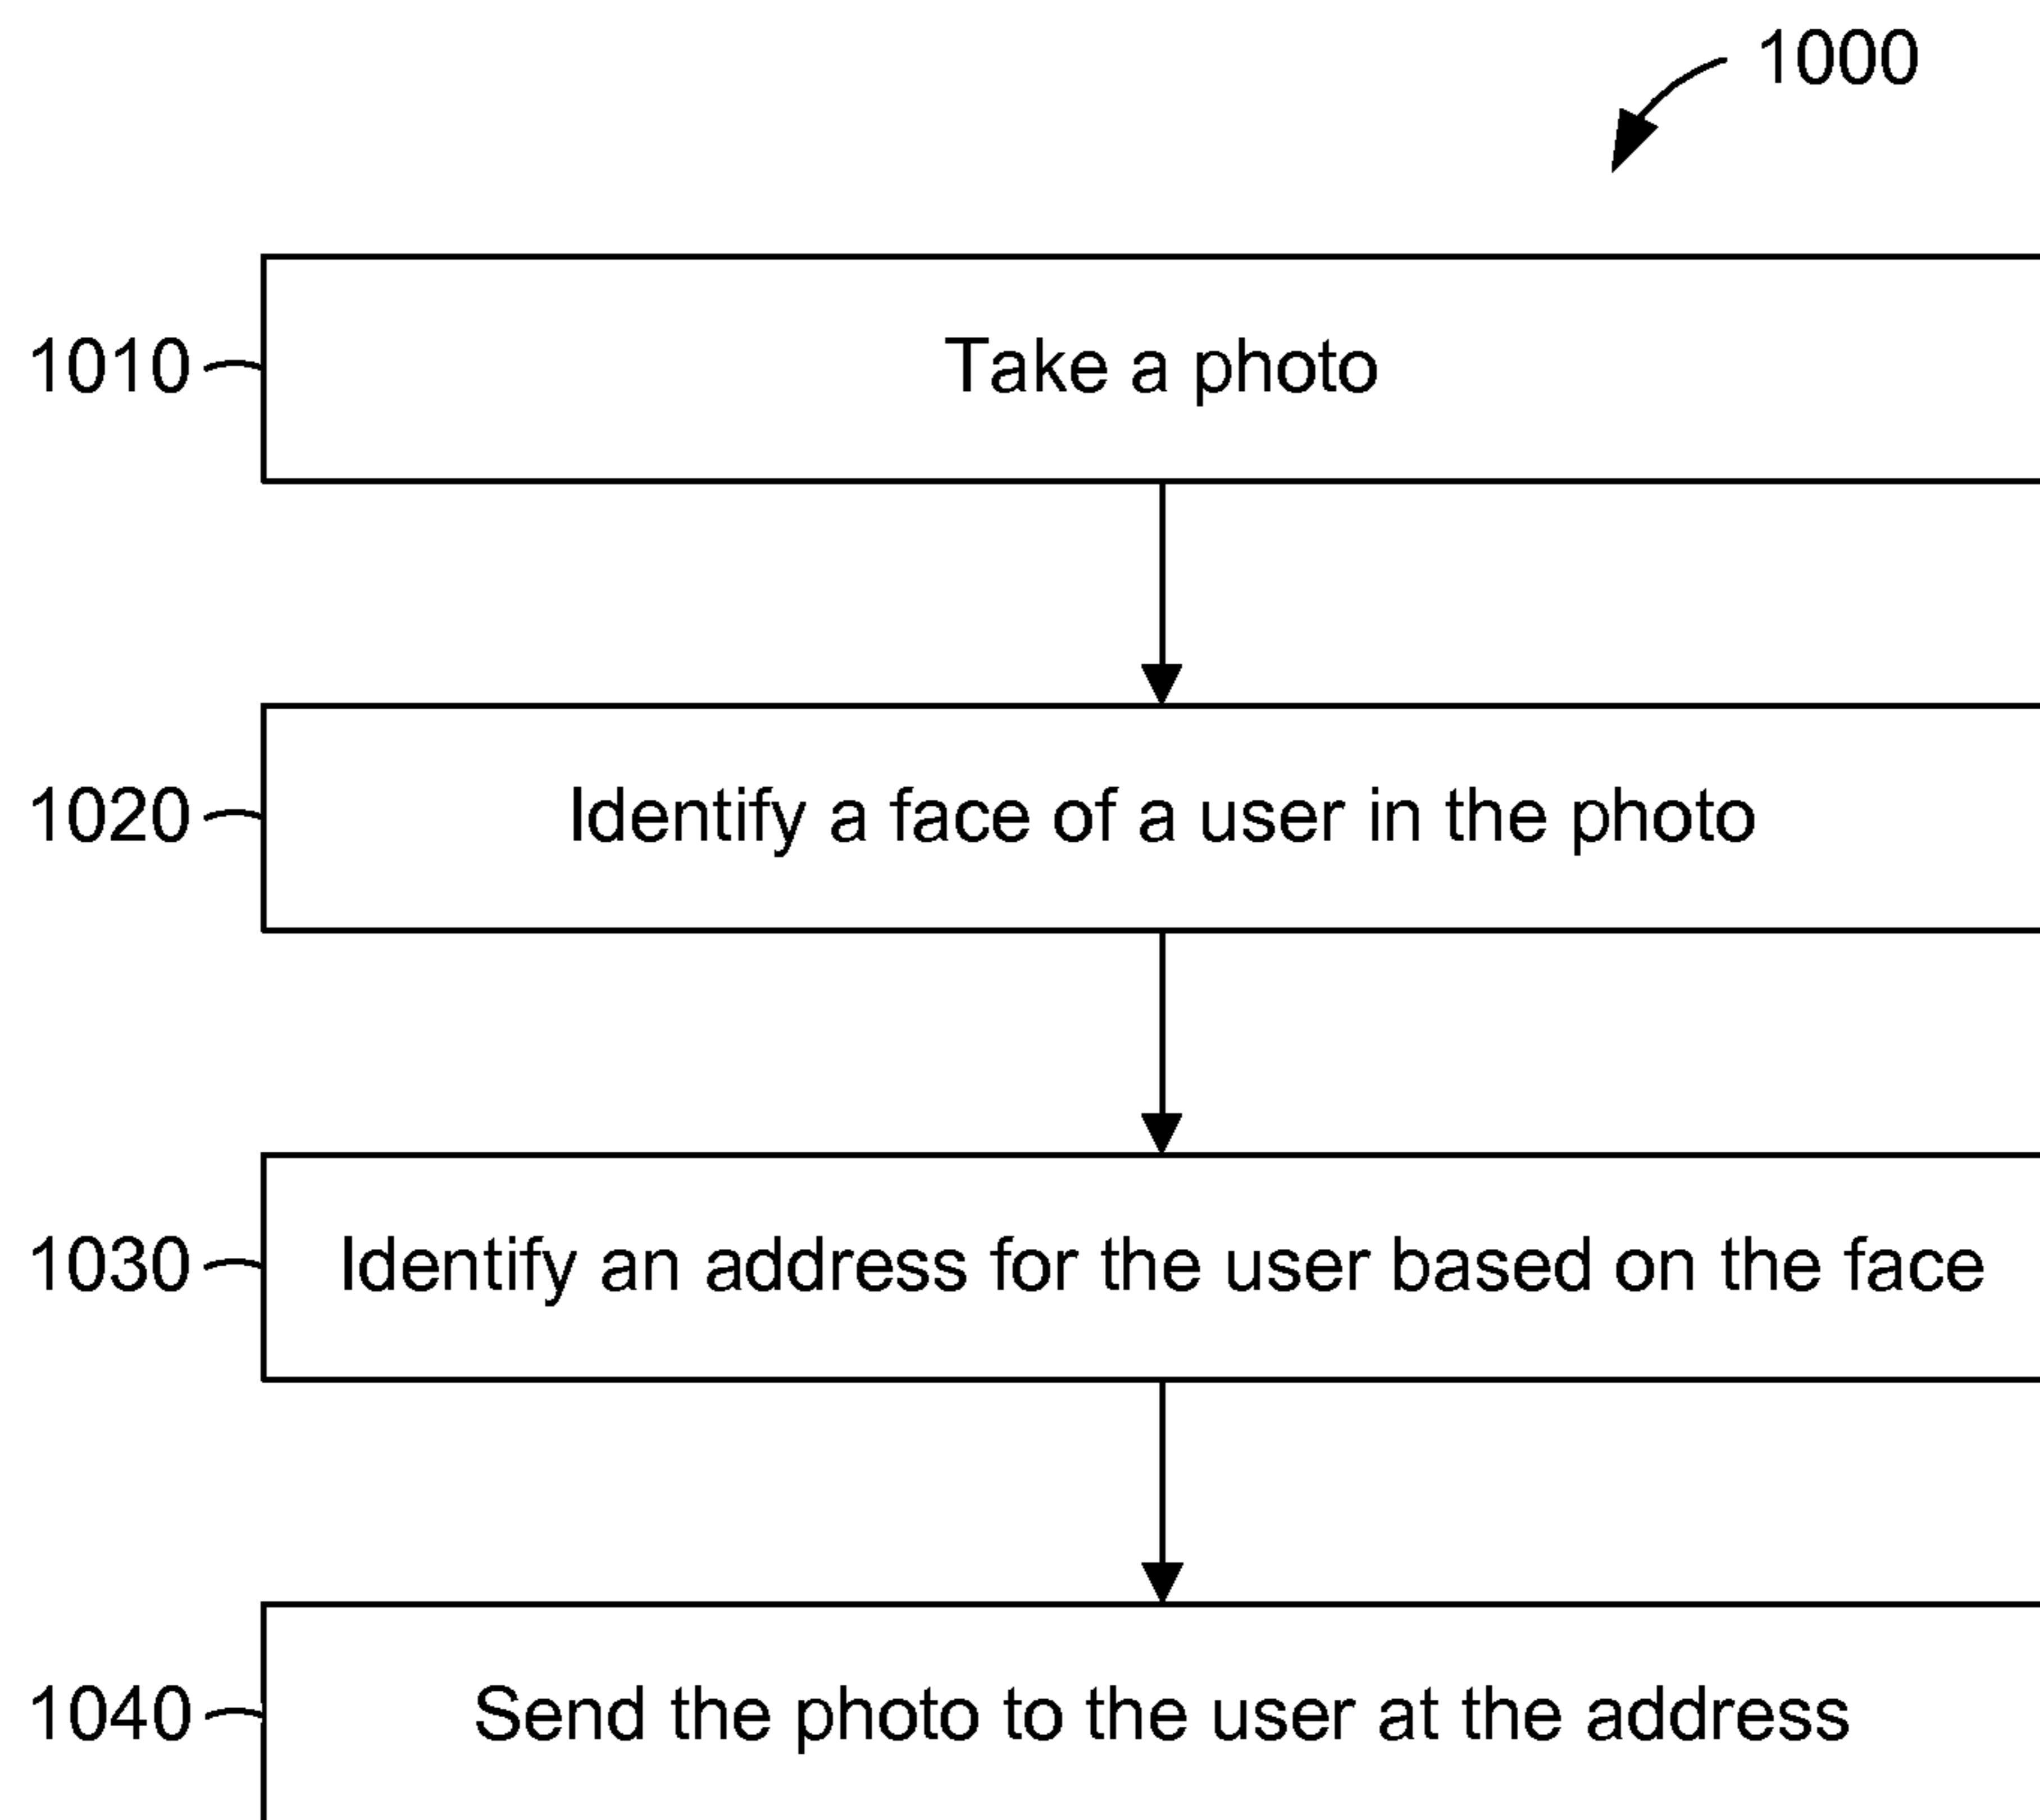 1000
1010 Take a photo
1020 Identify a face of a user in the photo
1030 Identify an address for the user based on the face
1040 Send the photo to the user at the address